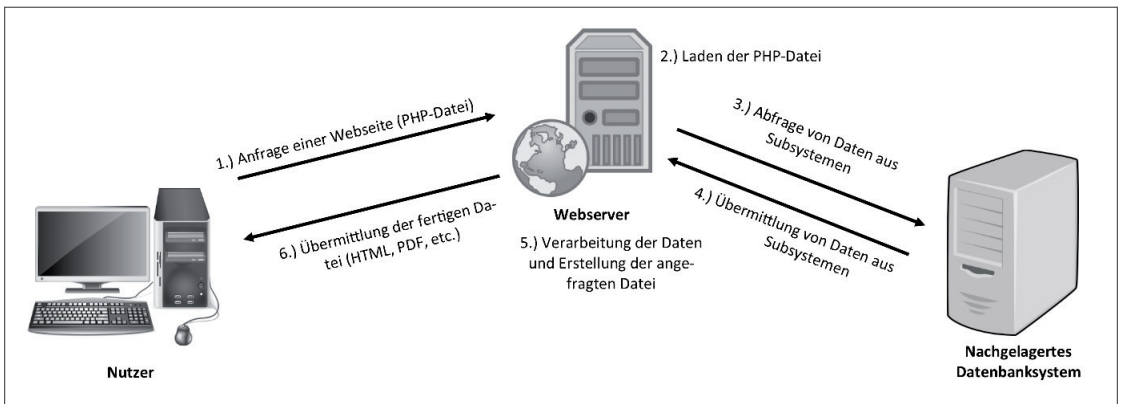 1.) Anfrage einer Webseite (PHP-Datei)
2.) Laden der PHP-Datei
3.) Abfrage von Daten aus
Subsystemen
4.) Übermittlung von Daten aus
Subsystemen
Webserver
5.) Verarbeitung der Daten
und Erstellung der ange-
fragten Datei
6.) Übermittlung der fertigen Da-
tei (HTML, PDF, etc.)
Nutzer
Nachgelagertes
Datenbanksystem